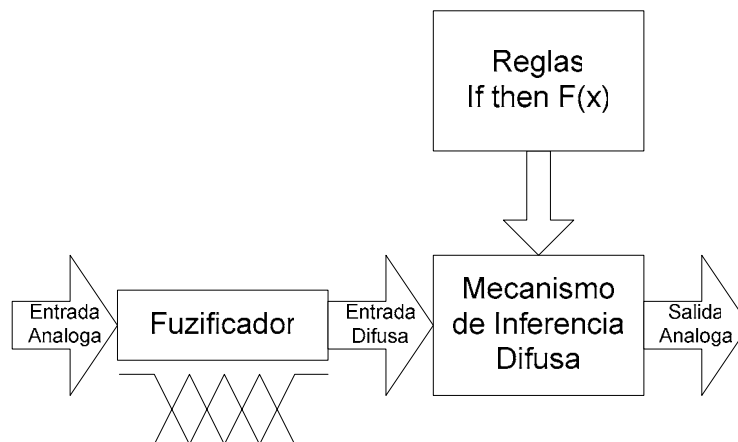 Reglas
If then F(x)
Entrada
Analoga
Fuzificador
Entrada
Difusa
Mecanismo
de Inferencia
Difusa
Salida
Analoga